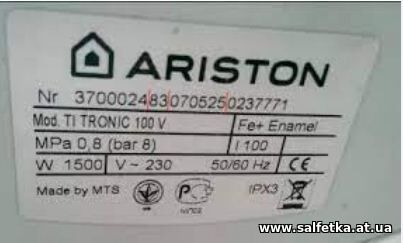 ARISTON
Nr 3700024830705250237771
Mod. TI TRONIC 100 V Fe+ Enamel
MPa 0,8 (bar 8) l 100
W 1500 V ~ 230 50/60 Hz CE
Made by MTS IPX3
www.salfetka.at.ua